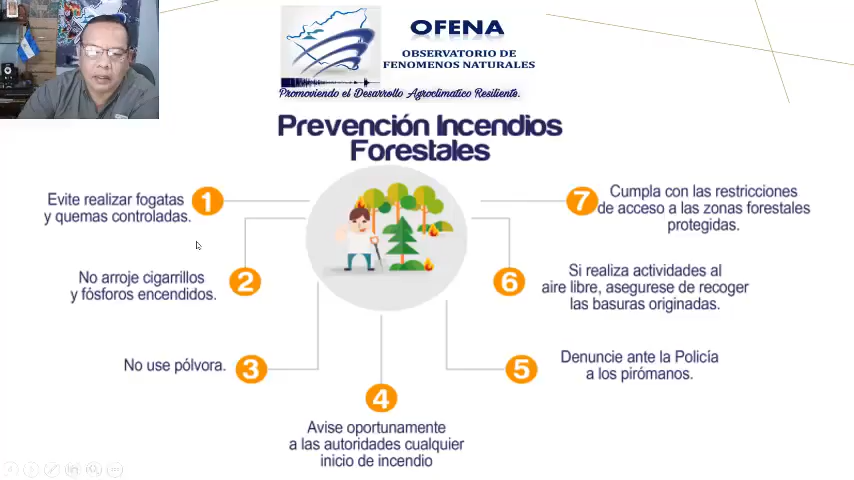 OFENA
OBSERVATORIO DE
FENOMENOS NATURALES
Promoviendo el Desarrollo Agroclimatico Resiliente.
Prevención Incendios
Forestales
1
Evite realizar fogatas
y quemas controladas.
2
No arroje cigarrillos
y fósforos encendidos.
3
No use pólvora.
4
Avise oportunamente
a las autoridades cualquier
inicio de incendio
5
Denuncie ante la Policía
a los pirómanos.
6
Si realiza actividades al
aire libre, asegurese de recoger
las basuras originadas.
7
Cumpla con las restricciones
de acceso a las zonas forestales
protegidas.